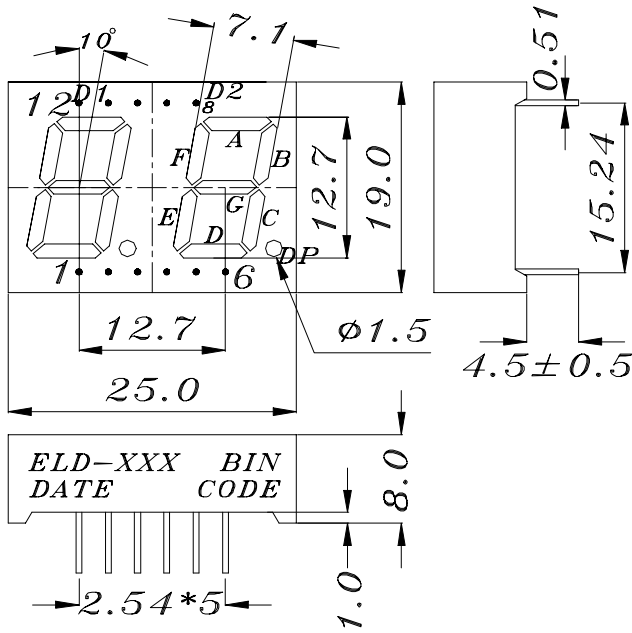 10°
7.1
0.51
12 D1 D2
8
A
F B
12.7
19.0
15.24
G
E C
D
DP
1 6
12.7
ø1.5
4.5±0.5
25.0
ELD-XXX BIN
DATE CODE
8.0
1.0
2.54*5